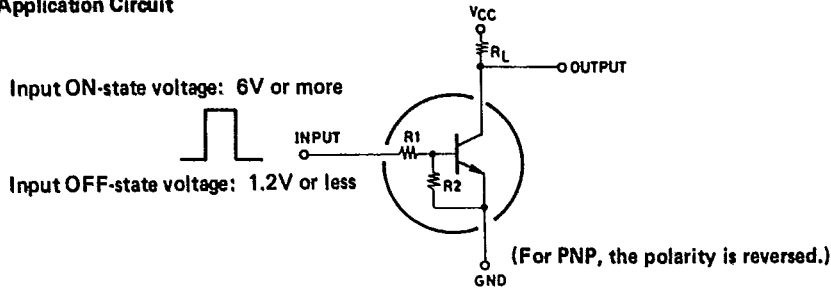 Application Circuit
VCC
RL
OUTPUT
Input ON-state voltage: 6V or more
INPUT
R1
Input OFF-state voltage: 1.2V or less
R2
(For PNP, the polarity is reversed.)
GND